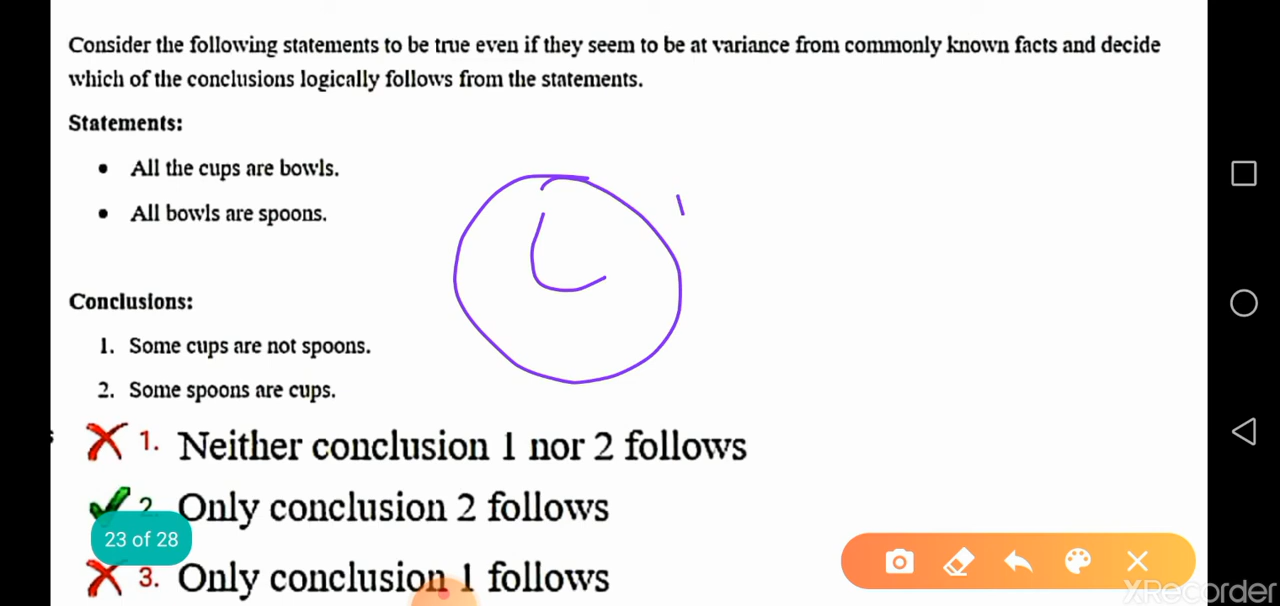 Consider the following statements to be true even if they seem to be at variance from commonly known facts and decide
which of the conclusions logically follows from the statements.
Statements:
• All the cups are bowls.
• All bowls are spoons.
Conclusions:
1. Some cups are not spoons.
2. Some spoons are cups.
1. Neither conclusion 1 nor 2 follows
2. Only conclusion 2 follows
23 of 28
3. Only conclusion 1 follows
XRecorder